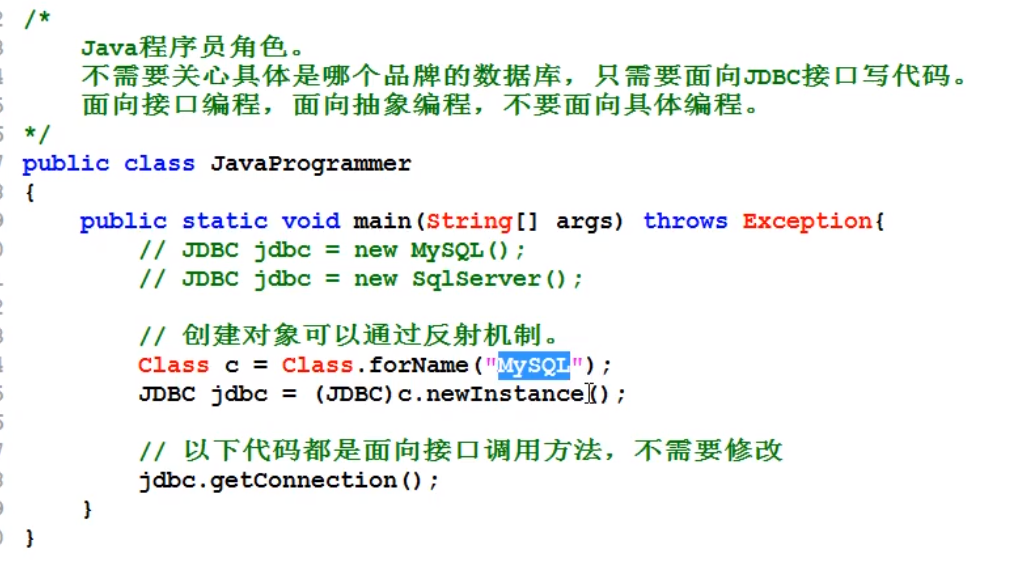 /*
Java程序员角色。
不需要关心具体是哪个品牌的数据库，只需要面向JDBC接口写代码。
面向接口编程，面向抽象编程，不要面向具体编程。
*/
public class JavaProgrammer
{
public static void main(String[] args) throws Exception{
// JDBC jdbc = new MySQL();
// JDBC jdbc = new SqlServer();
// 创建对象可以通过反射机制。
Class c = Class.forName("MySQL");
JDBC jdbc = (JDBC)c.newInstance();
// 以下代码都是面向接口调用方法，不需要修改
jdbc.getConnection();
}
}